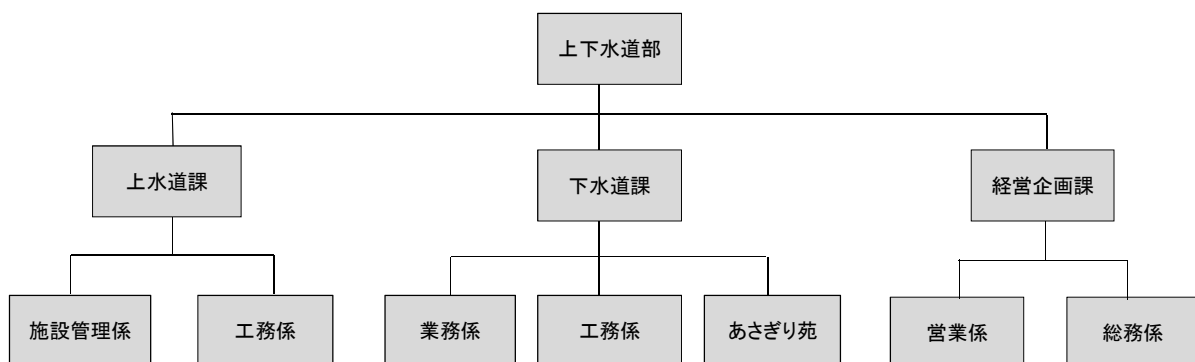 上下水道部
上水道課
下水道課
経営企画課
施設管理係
工務係
業務係
工務係
あさぎり苑
営業係
総務係